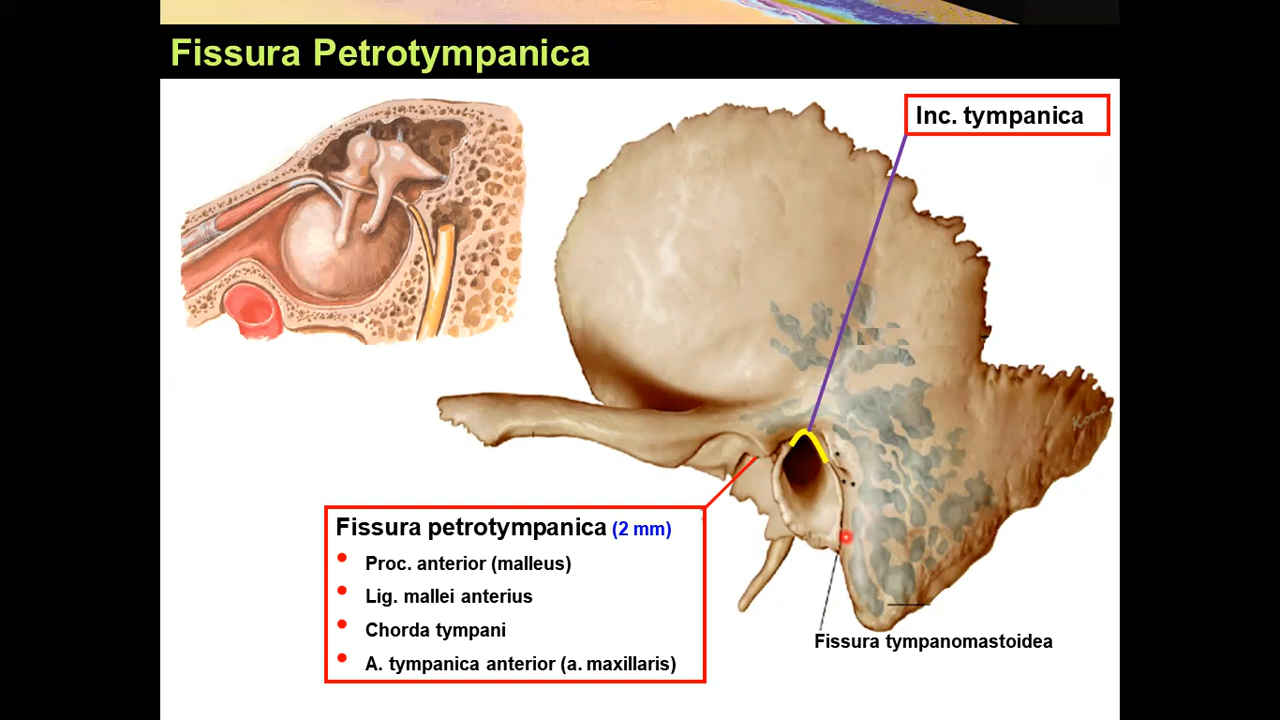 Fissura Petrotympanica
Inc. tympanica
Kono
Fissura petrotympanica (2 mm)
• Proc. anterior (malleus)
• Lig. mallei anterius
• Chorda tympani
• A. tympanica anterior (a. maxillaris)
Fissura tympanomastoidea